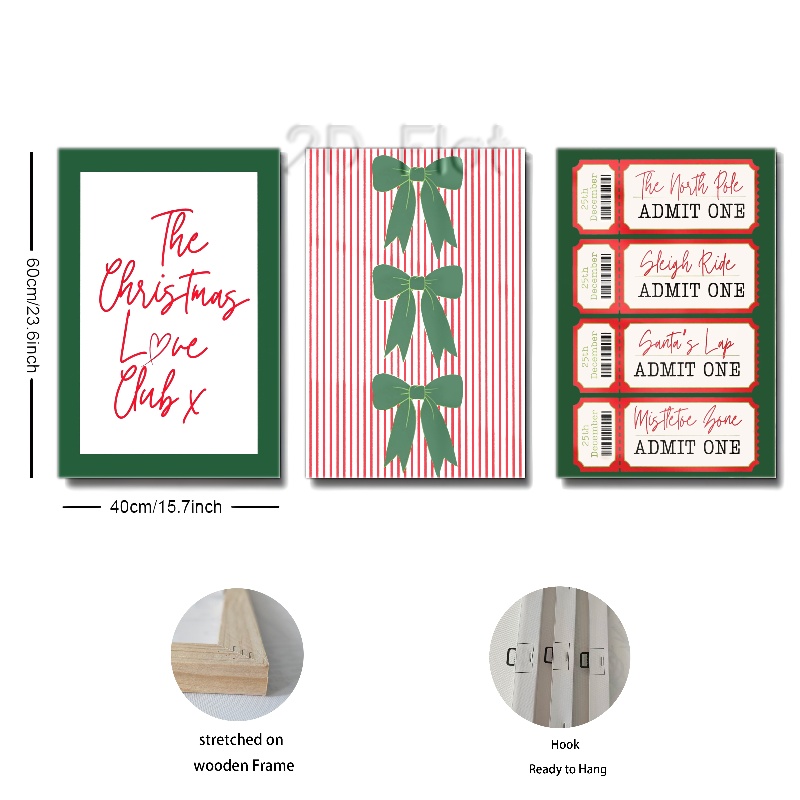 2D Flat
60cm/23.6inch
40cm/15.7inch
The
Christmas
Love
Club x
25th
December
The North Pole
ADMIT ONE
25th
December
Sleigh Ride
ADMIT ONE
25th
December
Santa's Lap
ADMIT ONE
25th
December
Mistletoe Zone
ADMIT ONE
stretched on
wooden Frame
Hook
Ready to Hang